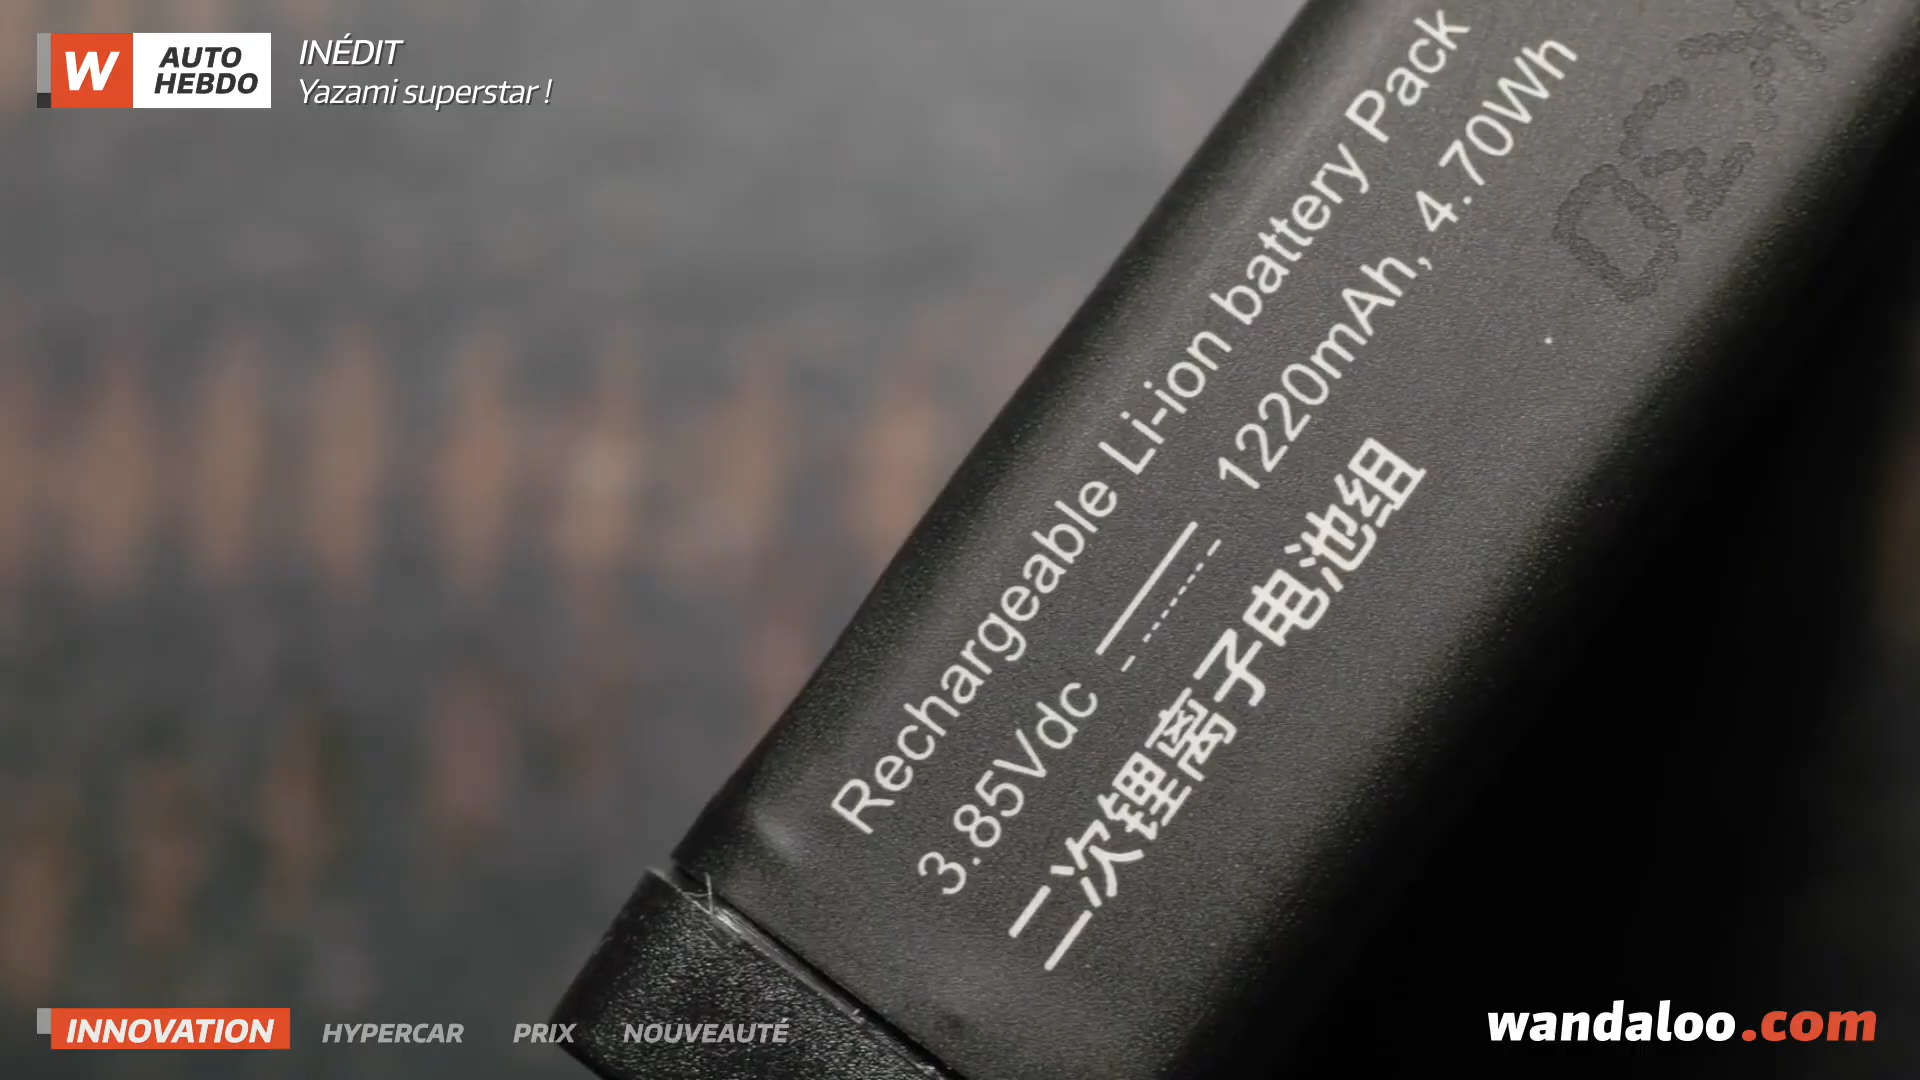 W AUTO HEBDO
INÉDIT
Yazami superstar !
Rechargeable Li-ion battery Pack
3.85Vdc 1220mAh, 4.70Wh
二次锂离子电池组
INNOVATION HYPERCAR PRIX NOUVEAUTÉ
wandaloo.com